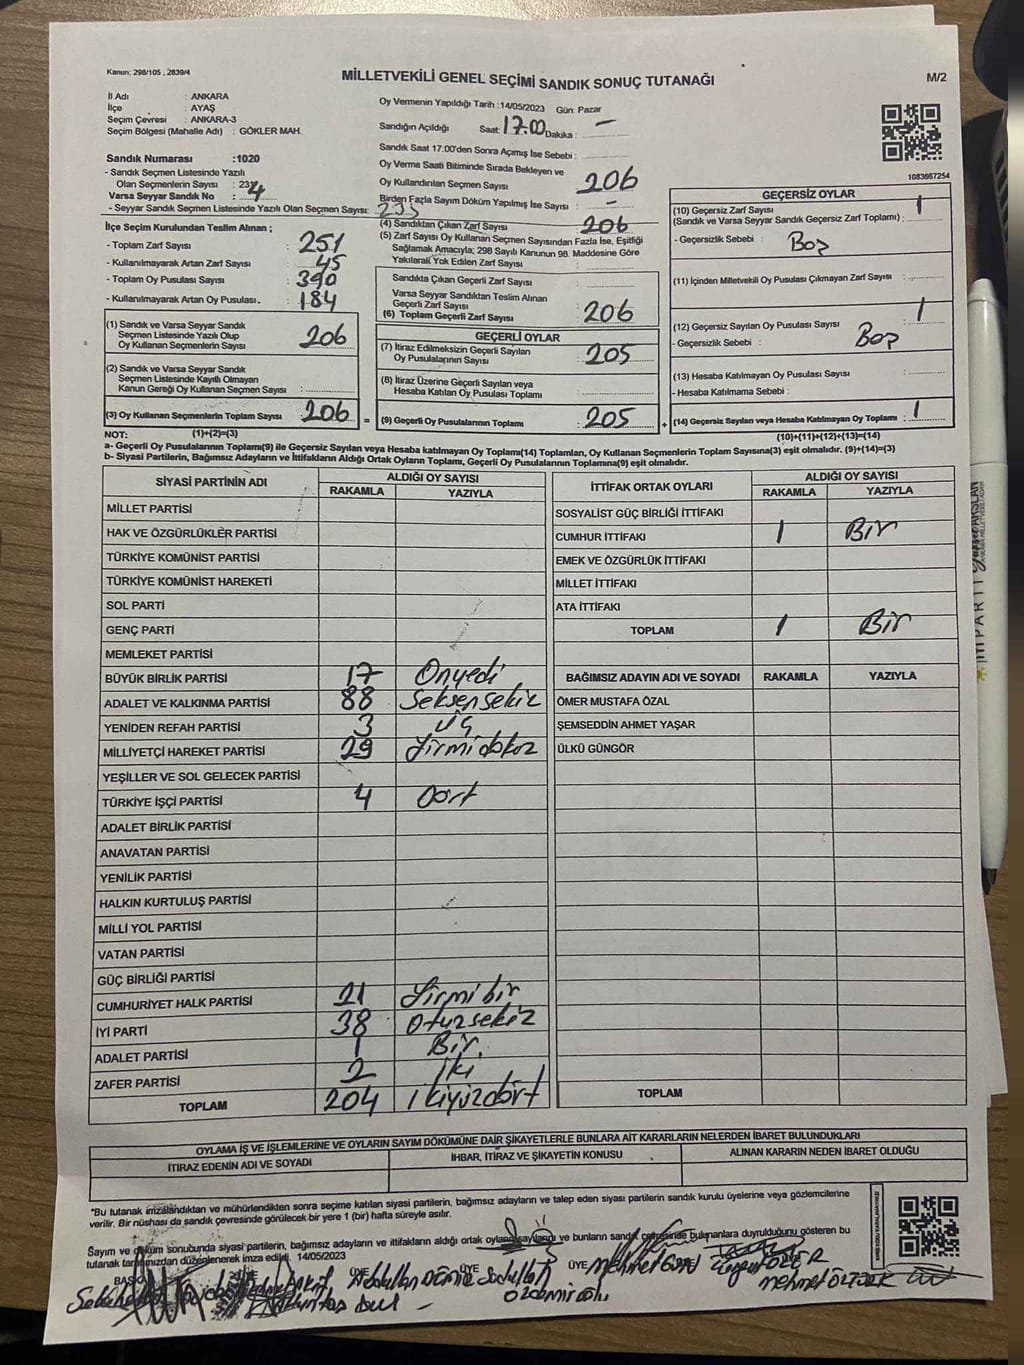 Kanun: 298/105 , 2839/4
MİLLETVEKİLİ GENEL SEÇİMİ SANDIK SONUÇ TUTANAĞI
M/2
İl Adı : ANKARA
İlçe : AYAŞ
Seçim Çevresi : ANKARA-3
Seçim Bölgesi (Mahalle Adı) : GÖKLER MAH.
Sandık Numarası :1020
- Sandık Seçmen Listesinde Yazılı
Olan Seçmenlerin Sayısı : 23
Varsa Seyyar Sandık No :
- Seyyar Sandık Seçmen Listesinde Yazılı Olan Seçmen Sayısı:
İlçe Seçim Kurulundan Teslim Alınan ;
- Toplam Zarf Sayısı : 251
- Kullanılmayarak Artan Zarf Sayısı : 45
- Toplam Oy Pusulası Sayısı : 390
- Kullanılmayarak Artan Oy Pusulası. : 184
(1) Sandık ve Varsa Seyyar Sandık
Seçmen Listesinde Yazılı Olup
Oy Kullanan Seçmenlerin Sayısı : 206
(2) Sandık ve Varsa Seyyar Sandık
Seçmen Listesinde Kayıtlı Olmayan
Kanun Gereği Oy Kullanan Seçmen Sayısı :
(3) Oy Kullanan Seçmenlerin Toplam Sayısı : 206 =
Oy Vermenin Yapıldığı Tarih :14/05/2023 Gün: Pazar
Sandığın Açıldığı Saat: 17:00 Dakika : —
Sandık Saat 17:00'den Sonra Açımış İse Sebebi :
Oy Verme Saati Bitiminde Sırada Bekleyen ve
Oy Kullandırılan Seçmen Sayısı : 206
Birden Fazla Sayım Döküm Yapılmış İse Sayısı : -
(4) Sandıktan Çıkan Zarf Sayısı : 206
(5) Zarf Sayısı Oy Kullanan Seçmen Sayısından Fazla İse, Eşitliği
Sağlamak Amacıyla; 298 Sayılı Kanunun 98. Maddesine Göre
Yakılarak Yok Edilen Zarf Sayısı :
Sandıkta Çıkan Geçerli Zarf Sayısı :
Varsa Seyyar Sandıktan Teslim Alınan
Geçerli Zarf Sayısı
(6) Toplam Geçerli Zarf Sayısı : 206
GEÇERLİ OYLAR
(7) İtiraz Edilmeksizin Geçerli Sayılan
Oy Pusulalarının Sayısı : 205
(8) İtiraz Üzerine Geçerli Sayılan veya
Hesaba Katılan Oy Pusulası Toplamı :
(9) Geçerli Oy Pusulalarının Toplamı : 205 +
1083667254
GEÇERSİZ OYLAR
(10) Geçersiz Zarf Sayısı
(Sandık ve Varsa Seyyar Sandık Geçersiz Zarf Toplamı) : 1
- Geçersizlik Sebebi : Boş
(11) İçinden Milletvekili Oy Pusulası Çıkmayan Zarf Sayısı :
(12) Geçersiz Sayılan Oy Pusulası Sayısı : 1
- Geçersizlik Sebebi : Boş
(13) Hesaba Katılmayan Oy Pusulası Sayısı :
- Hesaba Katılmama Sebebi :
(14) Geçersiz Sayılan veya Hesaba Katılmayan Oy Toplamı : 1
NOT: (1)+(2)=(3)
(10)+(11)+(12)+(13)=(14)
a- Geçerli Oy Pusulalarının Toplamı(9) ile Geçersiz Sayılan veya Hesaba katılmayan Oy Toplamı(14) Toplamları, Oy Kullanan Seçmenlerin Toplam Sayısına(3) eşit olmalıdır. (9)+(14)=(3)
b- Siyasi Partilerin, Bağımsız Adayların ve İttifakların Aldığı Ortak Oyların Toplamı, Geçerli Oy Pusulalarının Toplamına(9) eşit olmalıdır.
SİYASİ PARTİNİN ADI ALDIĞI OY SAYISI
RAKAMLA YAZIYLA
MİLLET PARTİSİ
HAK VE ÖZGÜRLÜKLER PARTİSİ
TÜRKİYE KOMÜNİST PARTİSİ
TÜRKİYE KOMÜNİST HAREKETİ
SOL PARTİ
GENÇ PARTİ
MEMLEKET PARTİSİ
BÜYÜK BİRLİK PARTİSİ 17 Onyedi
ADALET VE KALKINMA PARTİSİ 88 Seksensekiz
YENİDEN REFAH PARTİSİ 3 Üç
MİLLİYETÇİ HAREKET PARTİSİ 29 Yirmidokuz
YEŞİLLER VE SOL GELECEK PARTİSİ
TÜRKİYE İŞÇİ PARTİSİ 4 Dört
ADALET BİRLİK PARTİSİ
ANAVATAN PARTİSİ
YENİLİK PARTİSİ
HALKIN KURTULUŞ PARTİSİ
MİLLİ YOL PARTİSİ
VATAN PARTİSİ
GÜÇ BİRLİĞİ PARTİSİ
CUMHURİYET HALK PARTİSİ 21 Yirmi bir
İYİ PARTİ 38 Otuzsekiz
ADALET PARTİSİ 1 Bir.
ZAFER PARTİSİ 2 İki
TOPLAM 204 ikiyüzdört
İTTİFAK ORTAK OYLARI ALDIĞI OY SAYISI
RAKAMLA YAZIYLA
SOSYALİST GÜÇ BİRLİĞİ İTTİFAKI
CUMHUR İTTİFAKI 1 Bir
EMEK VE ÖZGÜRLÜK İTTİFAKI
MİLLET İTTİFAKI
ATA İTTİFAKI
TOPLAM 1 Bir
BAĞIMSIZ ADAYIN ADI VE SOYADI RAKAMLA YAZIYLA
ÖMER MUSTAFA ÖZAL
ŞEMSEDDİN AHMET YAŞAR
ÜLKÜ GÜNGÖR
TOPLAM
OYLAMA İŞ VE İŞLEMLERİNE VE OYLARIN SAYIM DÖKÜMÜNE DAİR ŞİKAYETLERLE BUNLARA AİT KARARLARIN NELERDEN İBARET BULUNDUKLARI
İTİRAZ EDENİN ADI VE SOYADI İHBAR, İTİRAZ VE ŞİKAYETİN KONUSU ALINAN KARARIN NEDEN İBARET OLDUĞU
*Bu tutanak imzalandıktan ve mühürlendikten sonra seçime katılan siyasi partilerin, bağımsız adayların ve talep eden siyasi partilerin sandık kurulu üyelerine veya gözlemcilerine
verilir. Bir nüshası da sandık çevresinde görülecek bir yere 1 (bir) hafta süreyle asılır.
Sayım ve döküm sonucunda siyasi partilerin, bağımsız adayların ve ittifakların aldığı ortak oyların sayılarını ve bunların sandık çevresinde bulunanlara duyrulduğunu gösteren bu
tutanak tarafımızdan düzenlenerek imza edildi. 14/05/2023
BAŞKAN ÜYE ÜYE ÜYE
Mehmet ÖZTÜRK
İYİ PARTİ